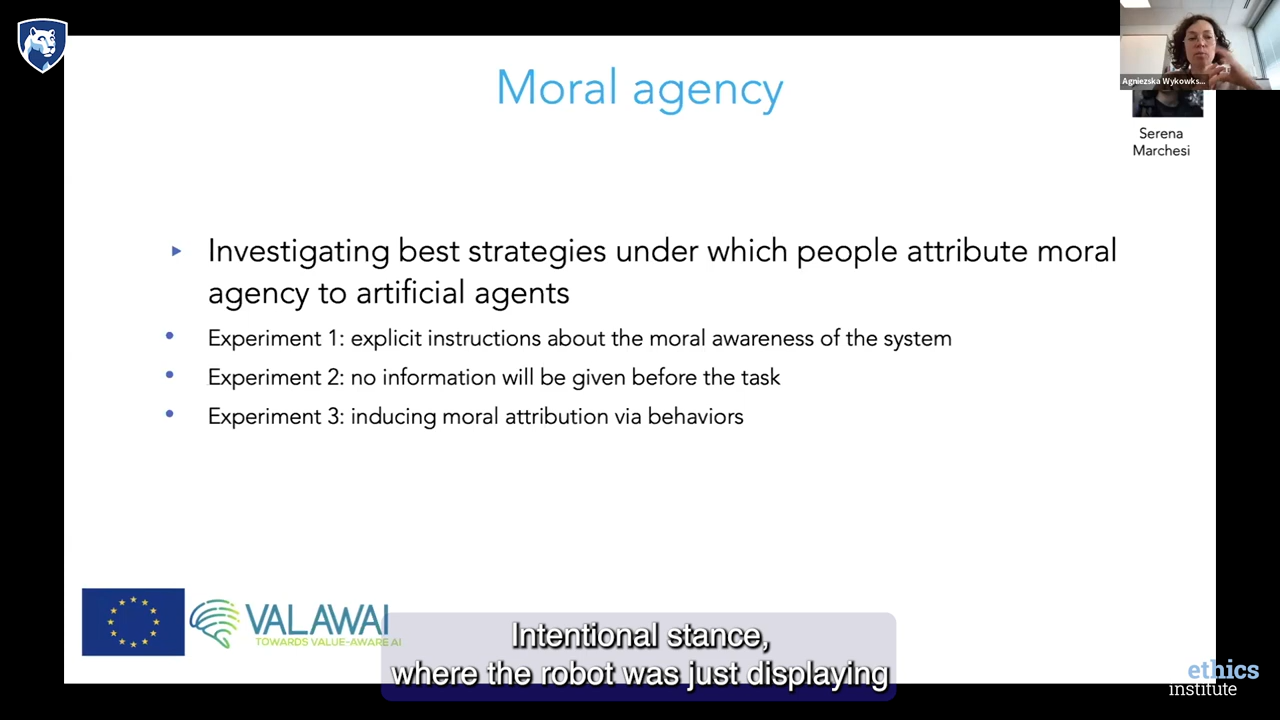 Moral agency
Agniezska Wykowks...
Serena
Marchesi
Investigating best strategies under which people attribute moral
agency to artificial agents
Experiment 1: explicit instructions about the moral awareness of the system
Experiment 2: no information will be given before the task
Experiment 3: inducing moral attribution via behaviors
VALAWAI
TOWARDS VALUE-AWARE AI
Intentional stance,
where the robot was just displaying
ethics
institute